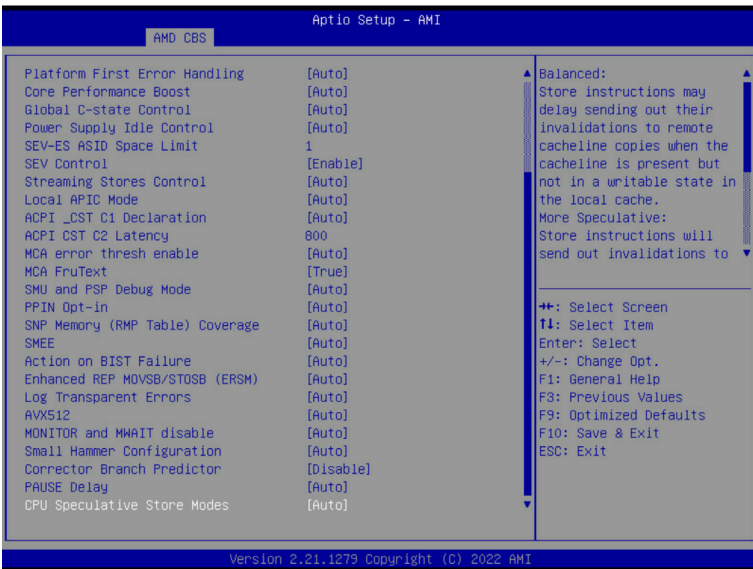 Aptio Setup – AMI
AMD CBS
Platform First Error Handling [Auto]
Core Performance Boost [Auto]
Global C-state Control [Auto]
Power Supply Idle Control [Auto]
SEV-ES ASID Space Limit 1
SEV Control [Enable]
Streaming Stores Control [Auto]
Local APIC Mode [Auto]
ACPI _CST C1 Declaration [Auto]
ACPI CST C2 Latency 800
MCA error thresh enable [Auto]
MCA FruText [True]
SMU and PSP Debug Mode [Auto]
PPIN Opt-in [Auto]
SNP Memory (RMP Table) Coverage [Auto]
SMEE [Auto]
Action on BIST Failure [Auto]
Enhanced REP MOVSB/STOSB (ERSM) [Auto]
Log Transparent Errors [Auto]
AVX512 [Auto]
MONITOR and MWAIT disable [Auto]
Small Hammer Configuration [Auto]
Corrector Branch Predictor [Disable]
PAUSE Delay [Auto]
CPU Speculative Store Modes [Auto]
Balanced:
Store instructions may
delay sending out their
invalidations to remote
cacheline copies when the
cacheline is present but
not in a writable state in
the local cache.
More Speculative:
Store instructions will
send out invalidations to
→←: Select Screen
↑↓: Select Item
Enter: Select
+/-: Change Opt.
F1: General Help
F3: Previous Values
F9: Optimized Defaults
F10: Save & Exit
ESC: Exit
Version 2.21.1279 Copyright (C) 2022 AMI